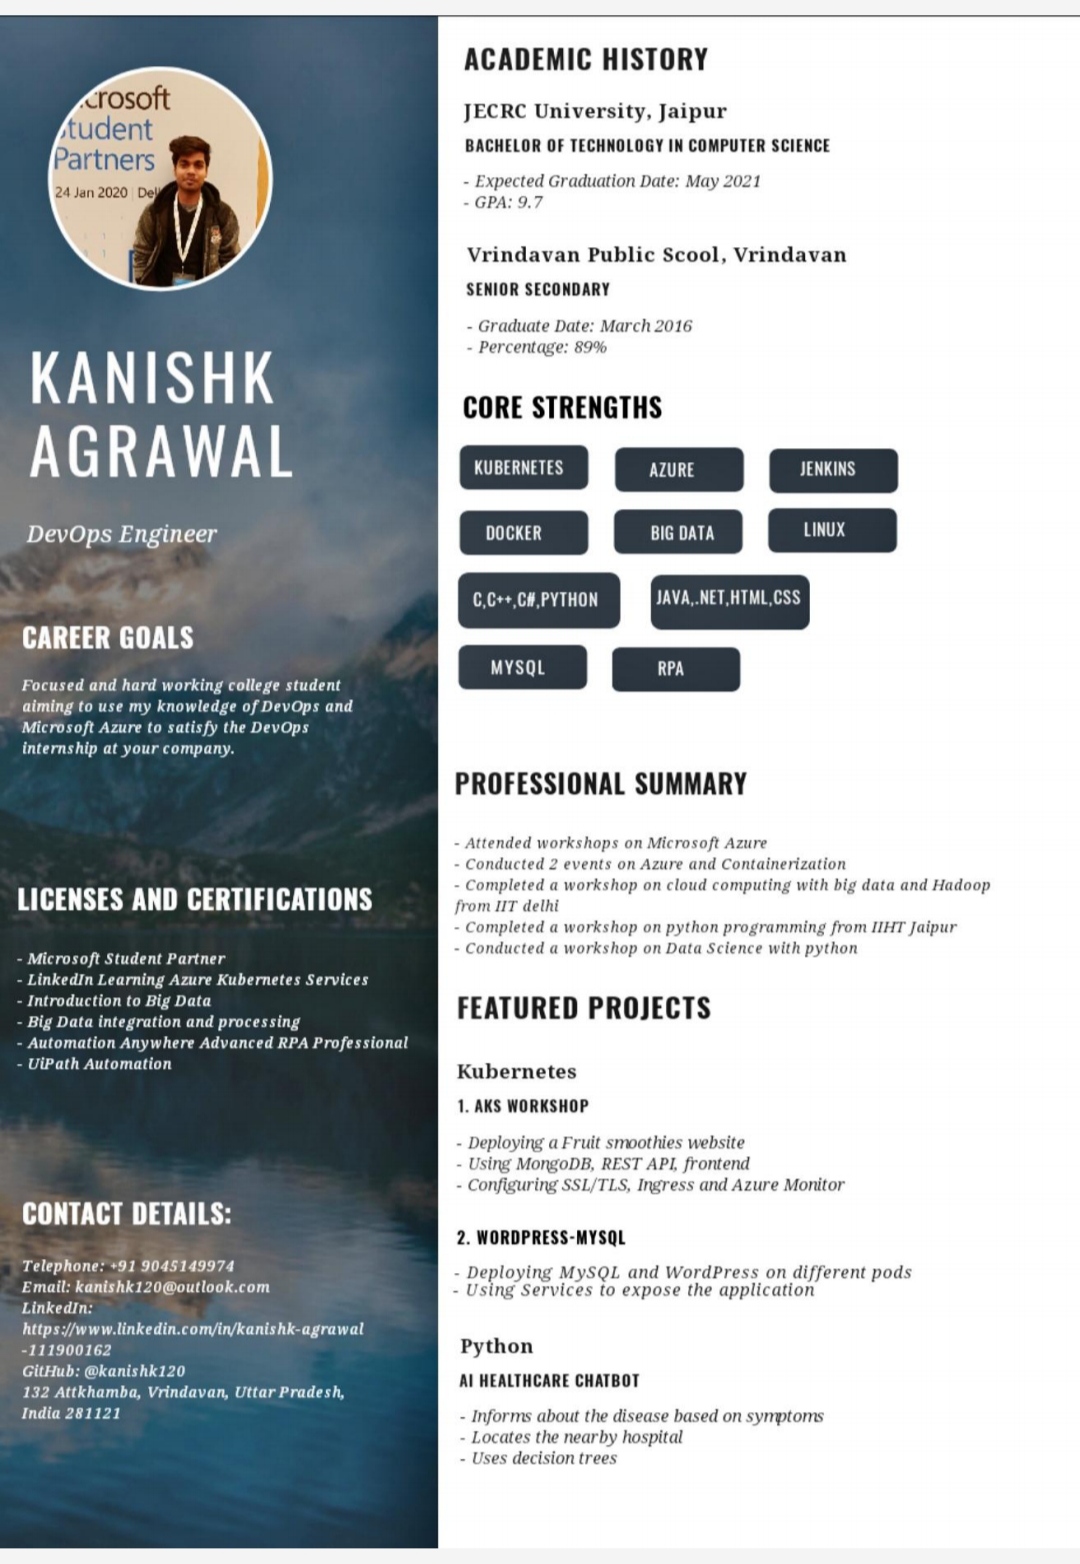 crosoft
Student
Partners
24 Jan 2020 | Del
KANISHK
AGRAWAL
DevOps Engineer
CAREER GOALS
Focused and hard working college student
aiming to use my knowledge of DevOps and
Microsoft Azure to satisfy the DevOps
internship at your company.
LICENSES AND CERTIFICATIONS
- Microsoft Student Partner
- LinkedIn Learning Azure Kubernetes Services
- Introduction to Big Data
- Big Data integration and processing
- Automation Anywhere Advanced RPA Professional
- UiPath Automation
CONTACT DETAILS:
Telephone: +91 9045149974
Email: kanishk120@outlook.com
LinkedIn:
https://www.linkedin.com/in/kanishk-agrawal
-111900162
GitHub: @kanishk120
132 Attkhamba, Vrindavan, Uttar Pradesh,
India 281121
ACADEMIC HISTORY
JECRC University, Jaipur
BACHELOR OF TECHNOLOGY IN COMPUTER SCIENCE
- Expected Graduation Date: May 2021
- GPA: 9.7
Vrindavan Public Scool, Vrindavan
SENIOR SECONDARY
- Graduate Date: March 2016
- Percentage: 89%
CORE STRENGTHS
KUBERNETES AZURE JENKINS
DOCKER BIG DATA LINUX
C,C++,C#,PYTHON JAVA,.NET,HTML,CSS
MYSQL RPA
PROFESSIONAL SUMMARY
- Attended workshops on Microsoft Azure
- Conducted 2 events on Azure and Containerization
- Completed a workshop on cloud computing with big data and Hadoop
from IIT delhi
- Completed a workshop on python programming from IIHT Jaipur
- Conducted a workshop on Data Science with python
FEATURED PROJECTS
Kubernetes
1. AKS WORKSHOP
- Deploying a Fruit smoothies website
- Using MongoDB, REST API, frontend
- Configuring SSL/TLS, Ingress and Azure Monitor
2. WORDPRESS-MYSQL
- Deploying MySQL and WordPress on different pods
- Using Services to expose the application
Python
AI HEALTHCARE CHATBOT
- Informs about the disease based on symptoms
- Locates the nearby hospital
- Uses decision trees